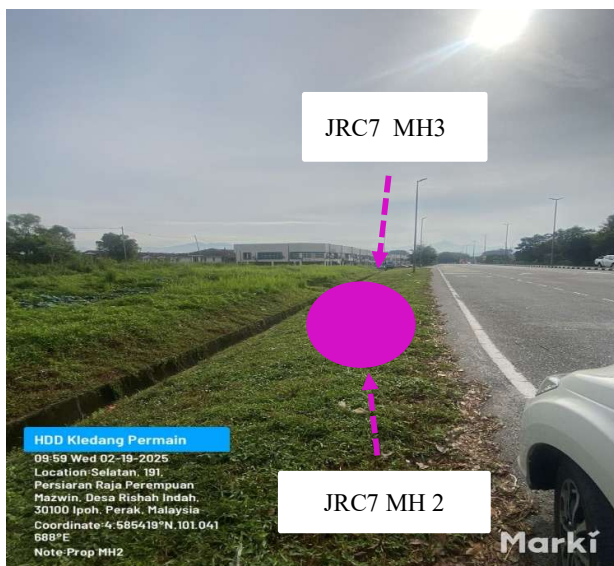 JRC7 MH3
HDD Kledang Permain
09:59 Wed 02-19-2025
Location:Selatan, 191,
Persiaran Raja Perempuan
Mazwin, Desa Rishah Indah,
30100 Ipoh, Perak, Malaysia
Coordinate:4.585419°N,101.041
688°E
Note:Prop MH2
JRC7 MH 2
Marki